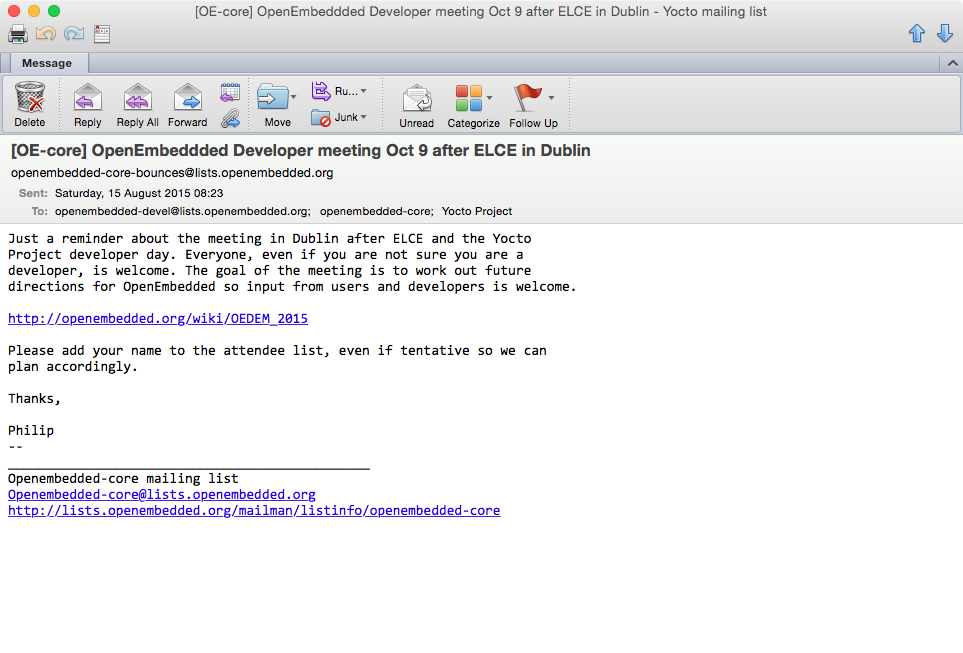 [OE-core] OpenEmbeddded Developer meeting Oct 9 after ELCE in Dublin - Yocto mailing list
Message
Delete
Reply
Reply All
Forward
Move
Ru...
Junk
Unread
Categorize
Follow Up
[OE-core] OpenEmbeddded Developer meeting Oct 9 after ELCE in Dublin
openembedded-core-bounces@lists.openembedded.org
Sent: Saturday, 15 August 2015 08:23
To: openembedded-devel@lists.openembedded.org; openembedded-core; Yocto Project
Just a reminder about the meeting in Dublin after ELCE and the Yocto
Project developer day. Everyone, even if you are not sure you are a
developer, is welcome. The goal of the meeting is to work out future
directions for OpenEmbedded so input from users and developers is welcome.
http://openembedded.org/wiki/OEDEM_2015
Please add your name to the attendee list, even if tentative so we can
plan accordingly.
Thanks,
Philip
--
_______________________________________________
Openembedded-core mailing list
Openembedded-core@lists.openembedded.org
http://lists.openembedded.org/mailman/listinfo/openembedded-core